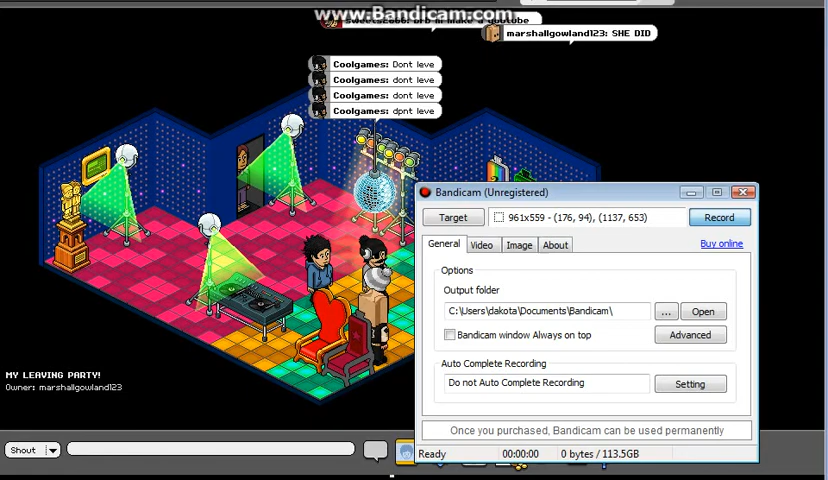 www.Bandicam.com
sweets2666: brb m make a youtube
marshallgowland123: SHE DID
Coolgames: Dont leve
Coolgames: dont leve
Coolgames: dont leve
Coolgames: dpnt leve
Bandicam (Unregistered)
Target
961x559 - (176, 94), (1137, 653)
Record
General Video Image About
Buy online
Options
Output folder
C:\Users\dakota\Documents\Bandicam\
... Open
Bandicam window Always on top
Advanced
Auto Complete Recording
Do not Auto Complete Recording
Setting
Once you purchased, Bandicam can be used permanently
Ready 00:00:00 0 bytes / 113.5GB
MY LEAVING PARTY!
Owner: marshallgowland123
Shout